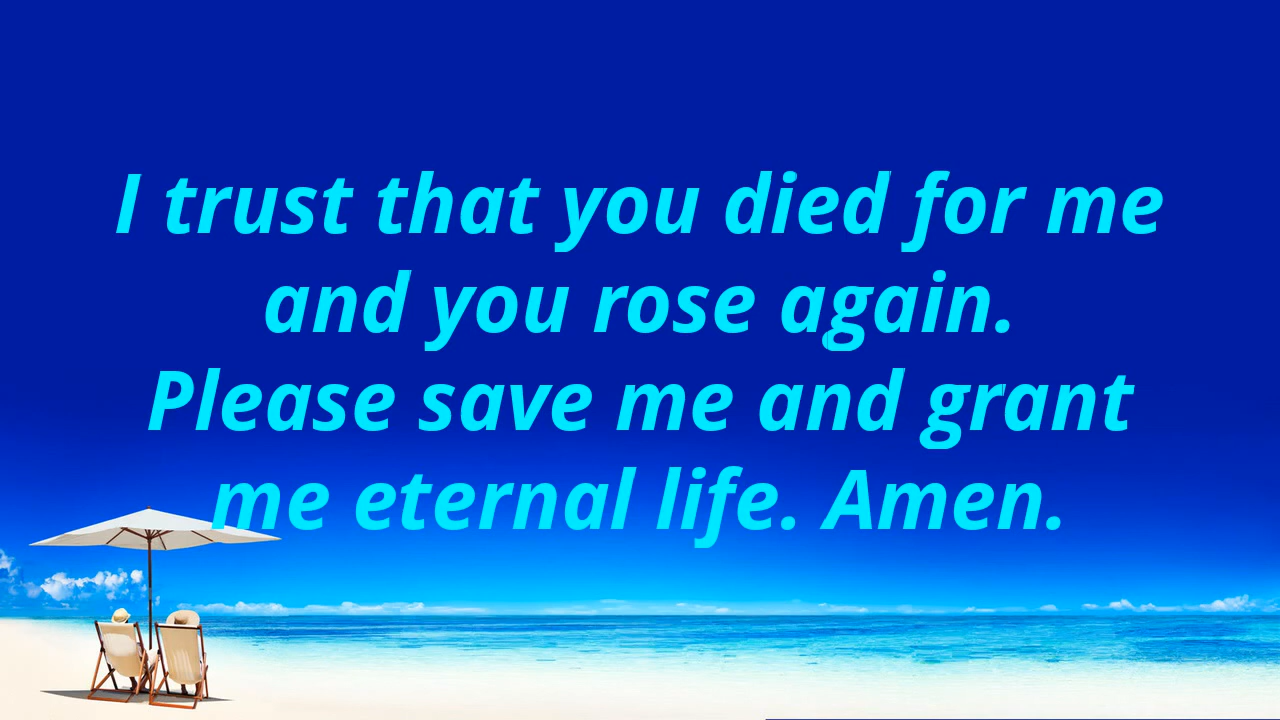 I trust that you died for me
and you rose again.
Please save me and grant
me eternal life. Amen.